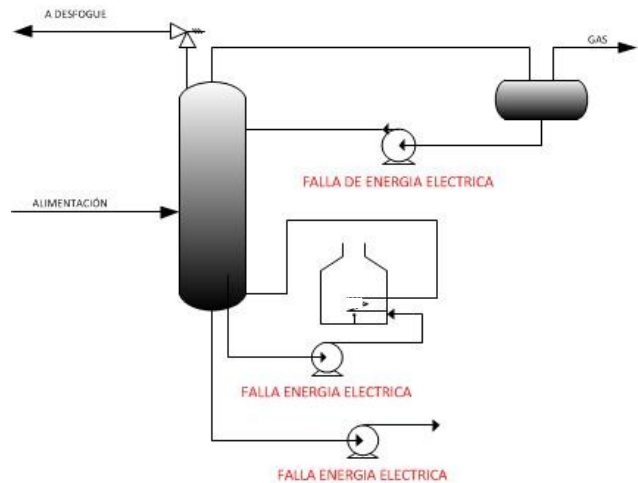 A DESFOGUE
GAS
FALLA DE ENERGIA ELECTRICA
ALIMENTACIÓN
FALLA ENERGIA ELECTRICA
FALLA ENERGIA ELECTRICA